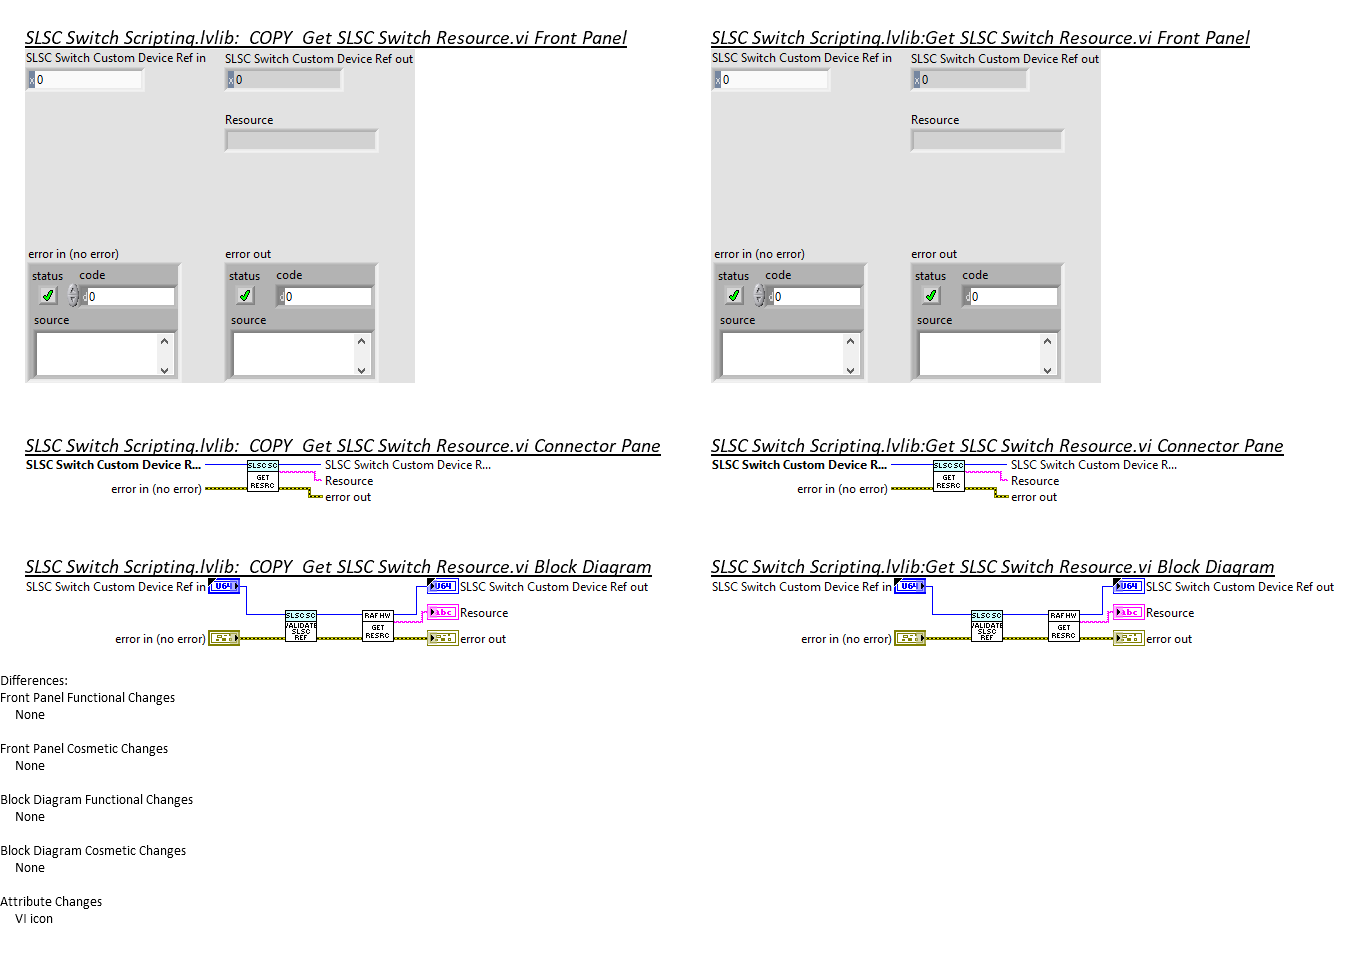 SLSC Switch Scripting.lvlib:  COPY  Get SLSC Switch Resource.vi Front Panel
SLSC Switch Custom Device Ref in
SLSC Switch Custom Device Ref out
x 0
x 0
Resource
error in (no error)
error out
status
code
status
code
d 0
d 0
source
source
SLSC Switch Scripting.lvlib:Get SLSC Switch Resource.vi Front Panel
SLSC Switch Custom Device Ref in
SLSC Switch Custom Device Ref out
x 0
x 0
Resource
error in (no error)
error out
status
code
status
code
d 0
d 0
source
source
SLSC Switch Scripting.lvlib:  COPY  Get SLSC Switch Resource.vi Connector Pane
SLSC Switch Custom Device R...
SLSC SC
GET
RESRC
SLSC Switch Custom Device R...
Resource
error in (no error)
error out
SLSC Switch Scripting.lvlib:Get SLSC Switch Resource.vi Connector Pane
SLSC Switch Custom Device R...
SLSC SC
GET
RESRC
SLSC Switch Custom Device R...
Resource
error in (no error)
error out
SLSC Switch Scripting.lvlib:  COPY  Get SLSC Switch Resource.vi Block Diagram
SLSC Switch Custom Device Ref in
U64
U64
SLSC Switch Custom Device Ref out
SLSC SC
VALIDATE
SLSC
REF
RAF HW
GET
RESRC
abc
Resource
error in (no error)
error out
SLSC Switch Scripting.lvlib:Get SLSC Switch Resource.vi Block Diagram
SLSC Switch Custom Device Ref in
U64
U64
SLSC Switch Custom Device Ref out
SLSC SC
VALIDATE
SLSC
REF
RAF HW
GET
RESRC
abc
Resource
error in (no error)
error out
Differences:
Front Panel Functional Changes
None
Front Panel Cosmetic Changes
None
Block Diagram Functional Changes
None
Block Diagram Cosmetic Changes
None
Attribute Changes
VI icon